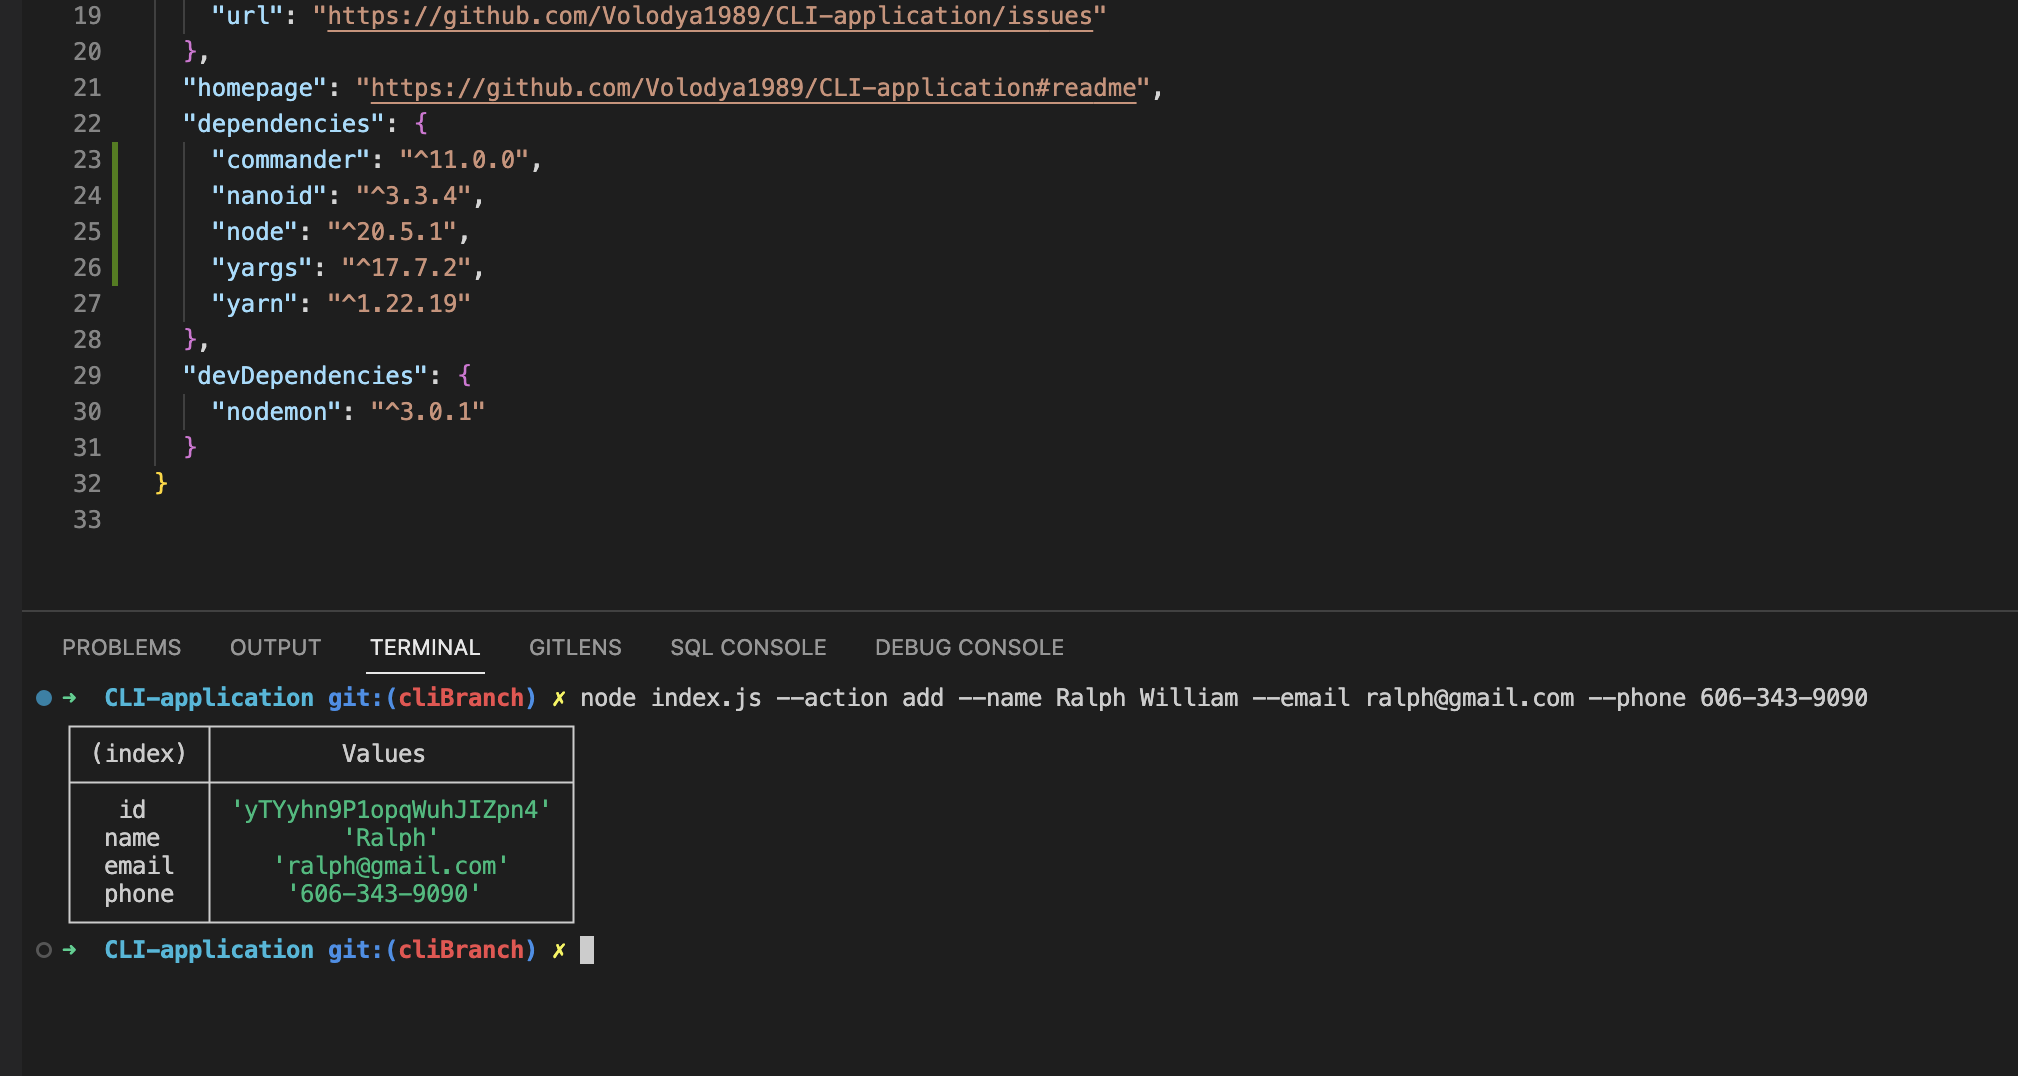 19 "url": "https://github.com/Volodya1989/CLI-application/issues"
20 },
21 "homepage": "https://github.com/Volodya1989/CLI-application#readme",
22 "dependencies": {
23 "commander": "^11.0.0",
24 "nanoid": "^3.3.4",
25 "node": "^20.5.1",
26 "yargs": "^17.7.2",
27 "yarn": "^1.22.19"
28 },
29 "devDependencies": {
30 "nodemon": "^3.0.1"
31 }
32 }
33
PROBLEMS OUTPUT TERMINAL GITLENS SQL CONSOLE DEBUG CONSOLE
➜ CLI-application git:(cliBranch) ✗ node index.js --action add --name Ralph William --email ralph@gmail.com --phone 606-343-9090
(index) Values
id 'yTYyhn9P1opqWuhJIZpn4'
name 'Ralph'
email 'ralph@gmail.com'
phone '606-343-9090'
➜ CLI-application git:(cliBranch) ✗